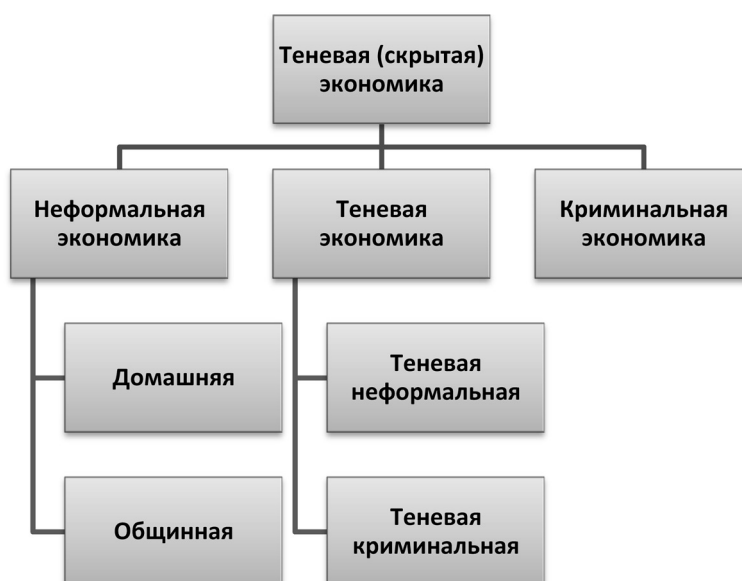 Теневая (скрытая)
экономика
Неформальная
экономика
Теневая
экономика
Криминальная
экономика
Домашняя
Теневая
неформальная
Общинная
Теневая
криминальная